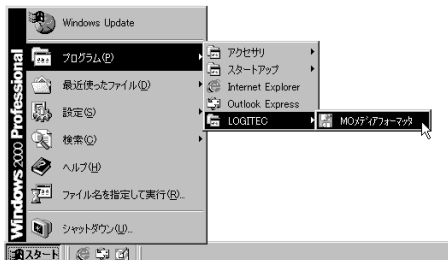 Windows Update
プログラム(P)
最近使ったファイル(D)
設定(S)
検索(C)
ヘルプ(H)
ファイル名を指定して実行(R)...
シャットダウン(U)...
Windows 2000 Professional
アクセサリ
スタートアップ
Internet Explorer
Outlook Express
LOGITEC
MOメディアフォーマッタ
スタート